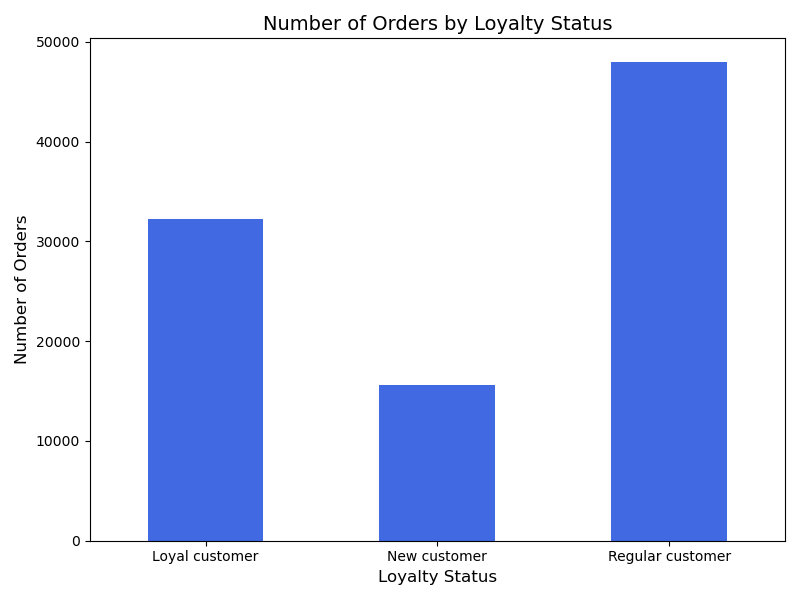 Number of Orders by Loyalty Status
50000
40000
30000
20000
10000
0
Number of Orders
Loyal customer
New customer
Regular customer
Loyalty Status